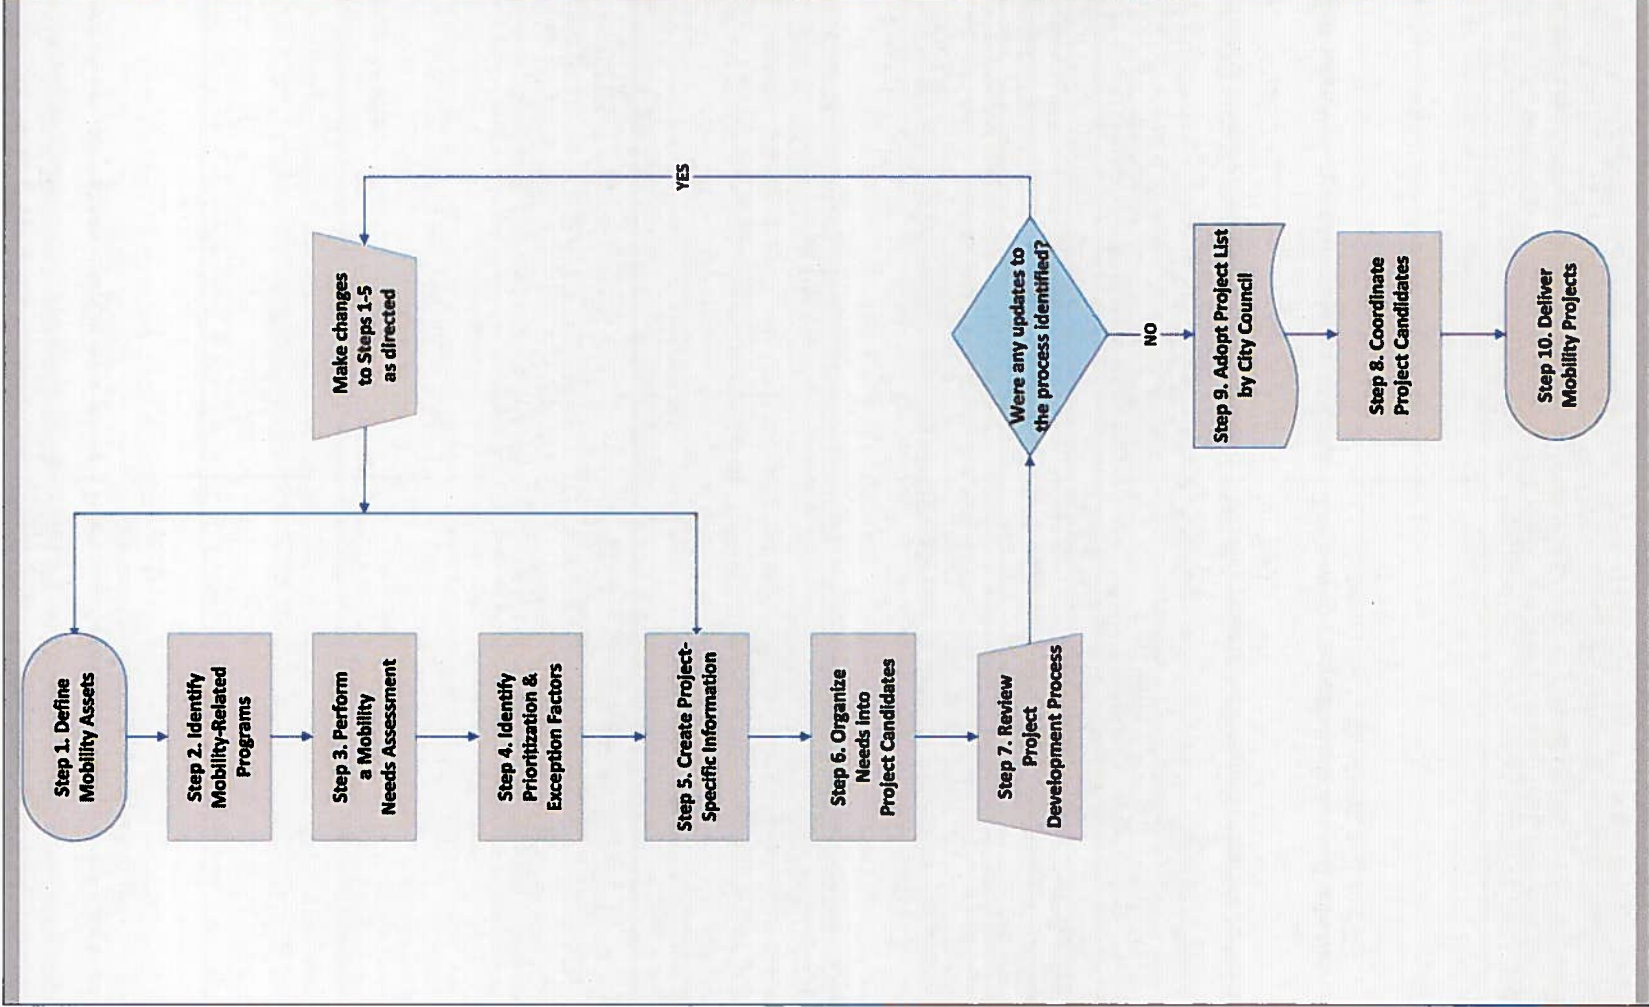 Step 1. Define
Mobility Assets
Step 2. Identify
Mobility-Related
Programs
Step 3. Perform
a Mobility
Needs Assessment
Step 4. Identify
Prioritization &
Exception Factors
Step 5. Create Project-
Specific Information
Step 6. Organize
Needs into
Project Candidates
Step 7. Review
Project
Development Process
Were any updates to
the process identified?
YES
Make changes
to Steps 1-5
as directed
NO
Step 9. Adopt Project List
by City Council
Step 8. Coordinate
Project Candidates
Step 10. Deliver
Mobility Projects